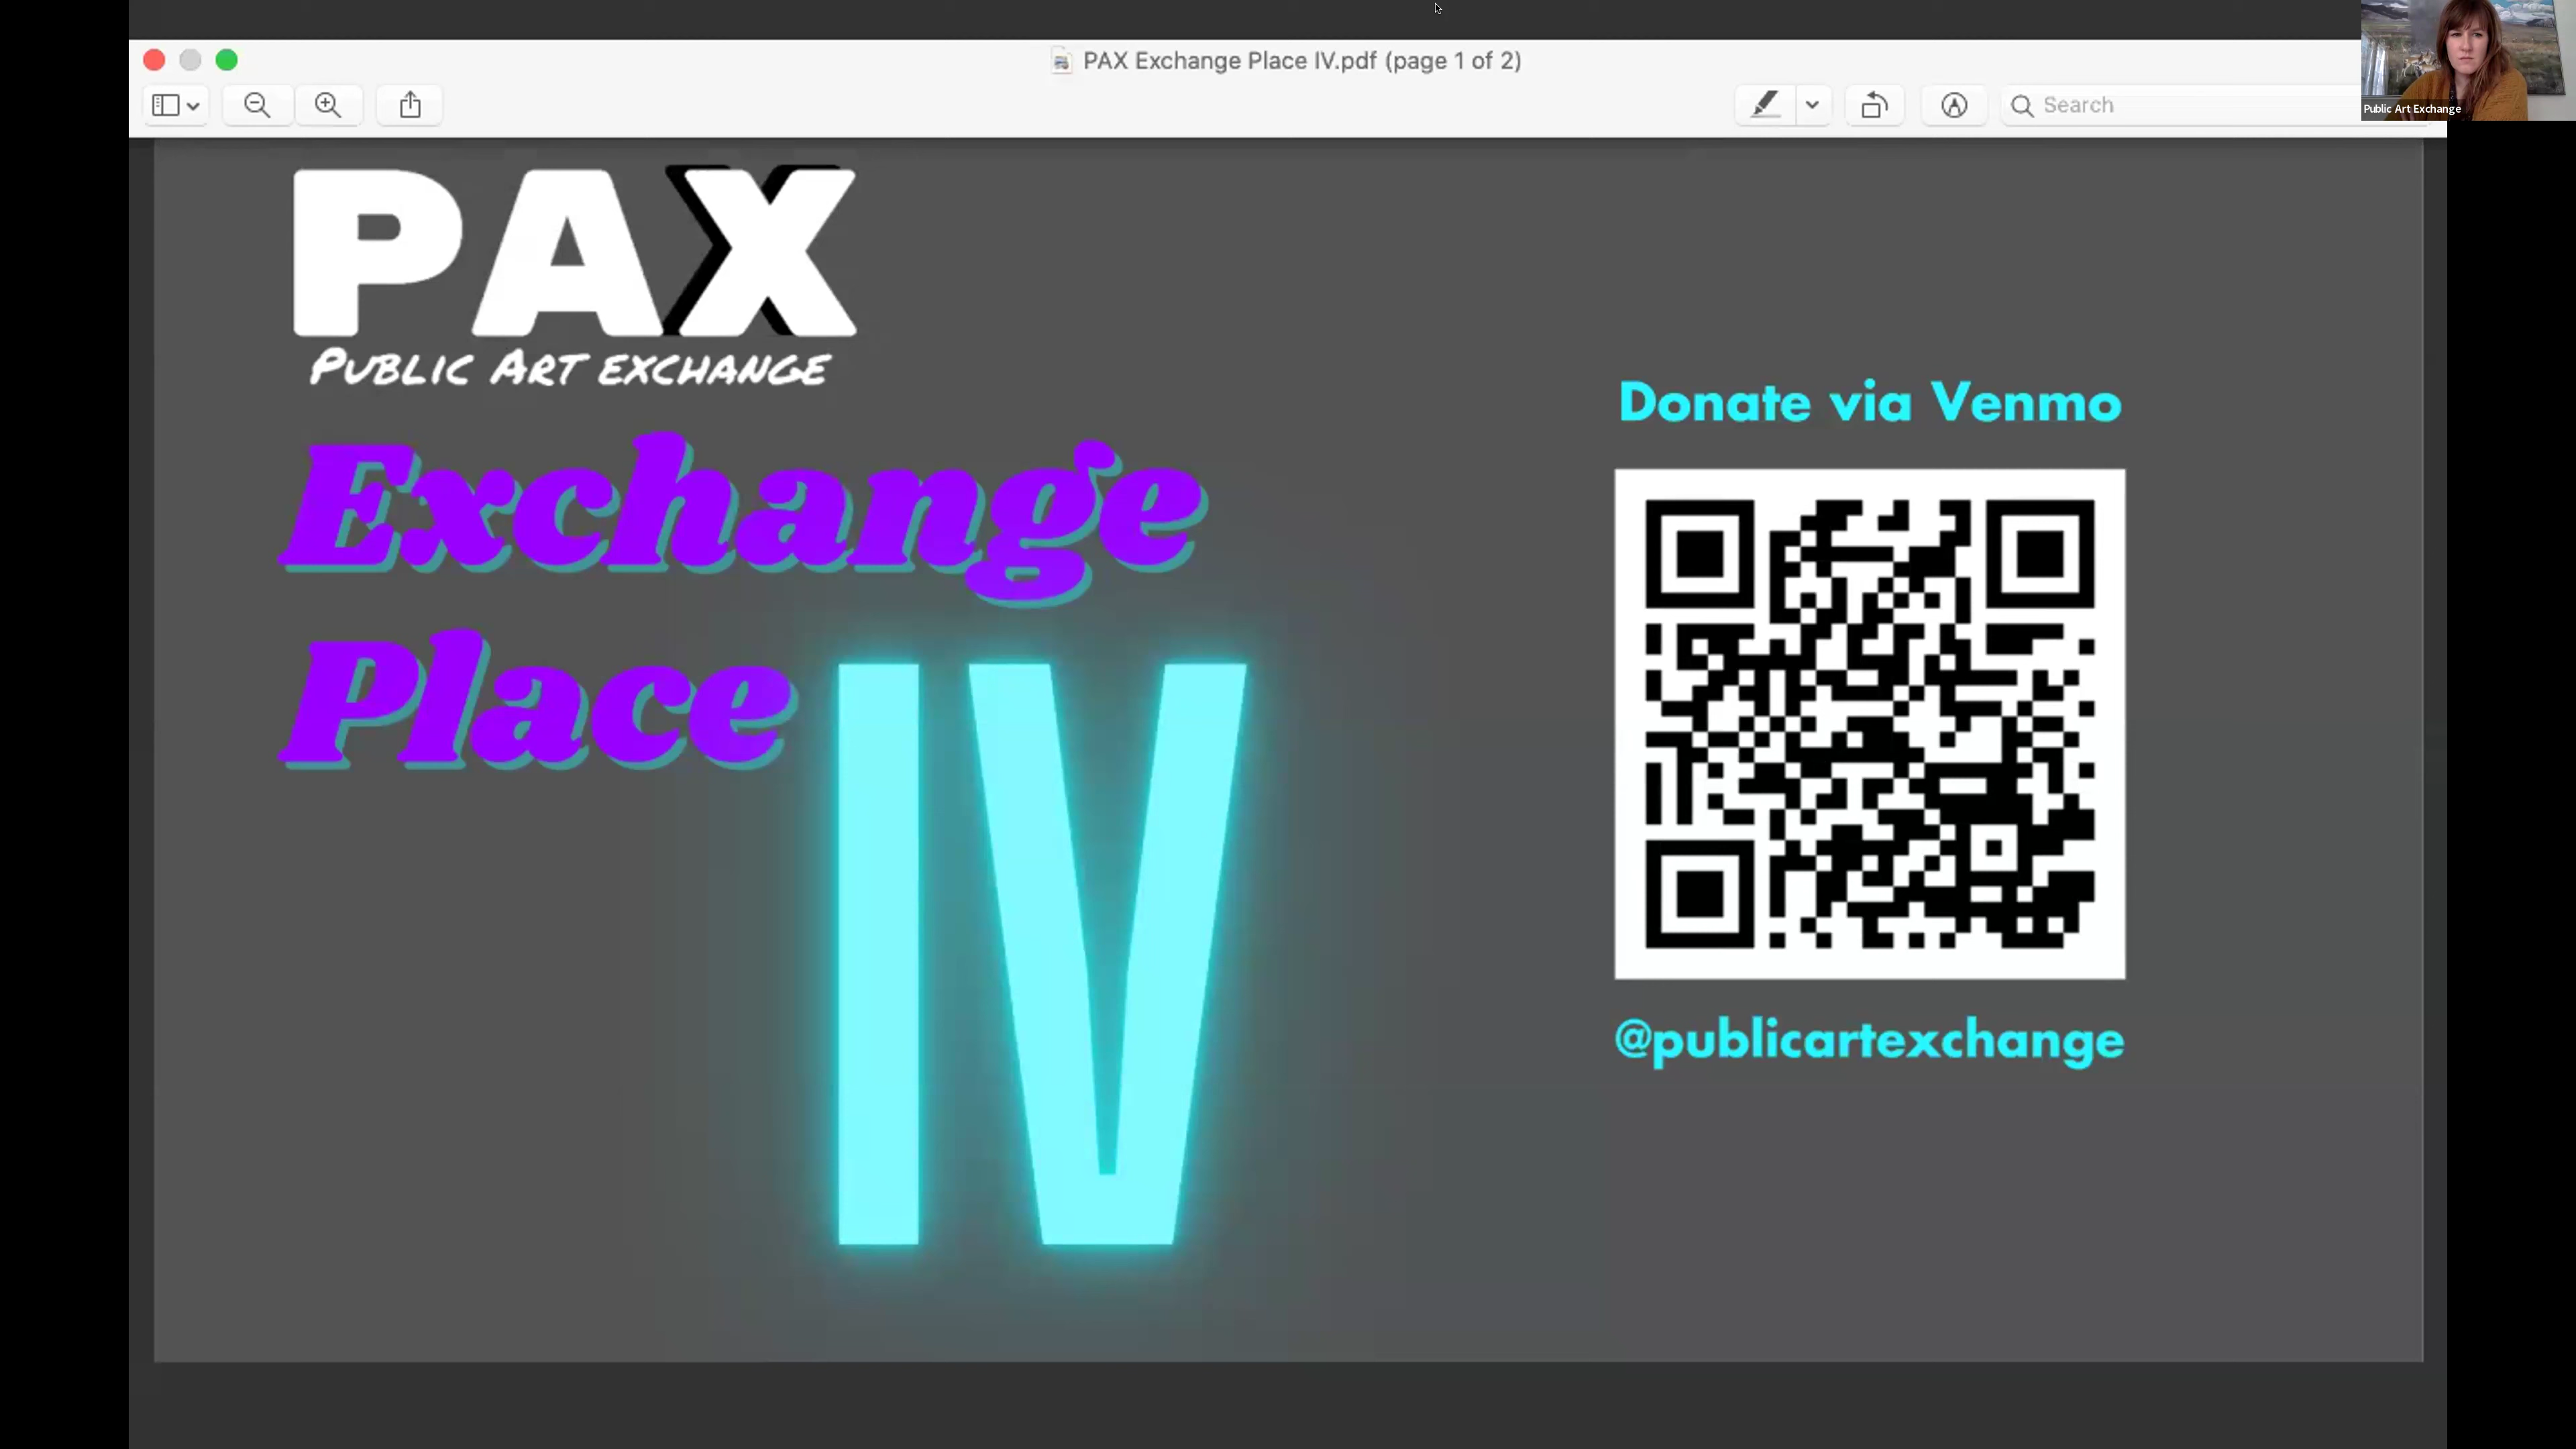 PAX Exchange Place IV.pdf (page 1 of 2)
Search
Public Art Exchange
PAX
Public Art exchange
Exchange
Place
IV
Donate via Venmo
@publicartexchange